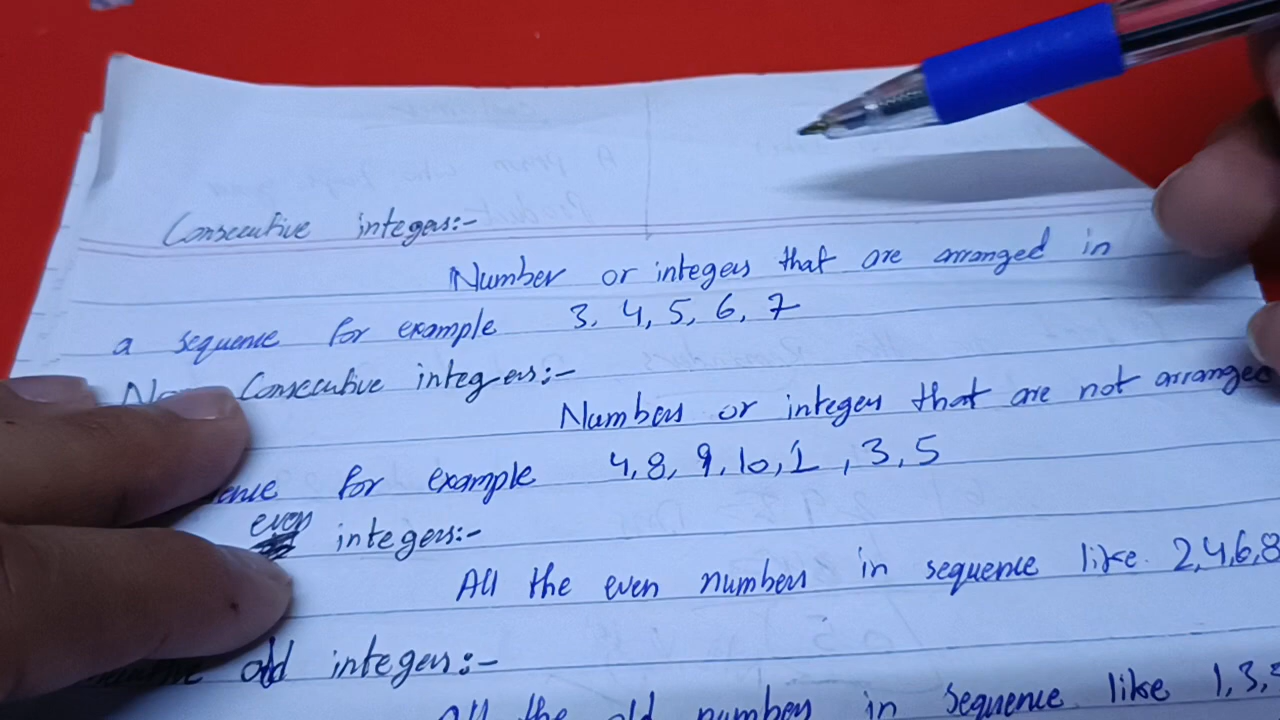 Consecutive integers:-
Number or integers that are arranged in
a sequence for example 3, 4, 5, 6, 7
Consecutive integers:-
Numbers or integers that are not arranged
for example 4, 8, 9, 10, 1, 3, 5
even integers:-
All the even numbers in sequence like 2,4,6,8
old integers:-
All the old numbers in sequence like 1,3,